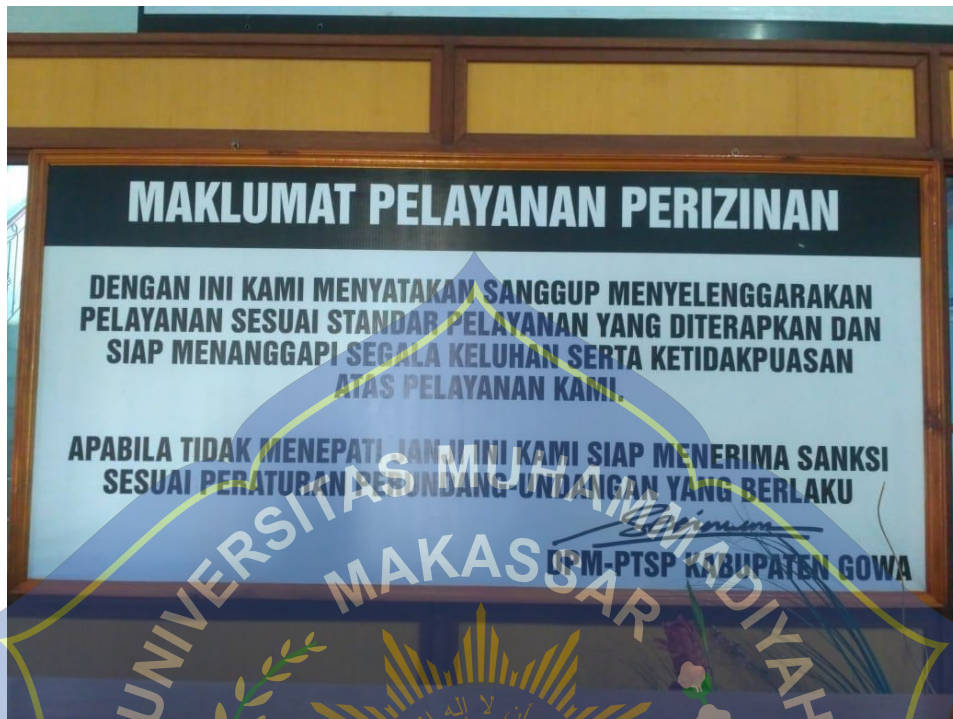 MAKLUMAT PELAYANAN PERIZINAN
DENGAN INI KAMI MENYATAKAN SANGGUP MENYELENGGARAKAN
PELAYANAN SESUAI STANDAR PELAYANAN YANG DITERAPKAN DAN
SIAP MENANGGAPI SEGALA KELUHAN SERTA KETIDAKPUASAN
ATAS PELAYANAN KAMI.
APABILA TIDAK MENEPATI JANJI INI KAMI SIAP MENERIMA SANKSI
SESUAI PERATURAN PERUNDANG-UNDANGAN YANG BERLAKU
DPM-PTSP KABUPATEN GOWA
UNIVERSITAS MUHAMMADIYAH
MAKASSAR